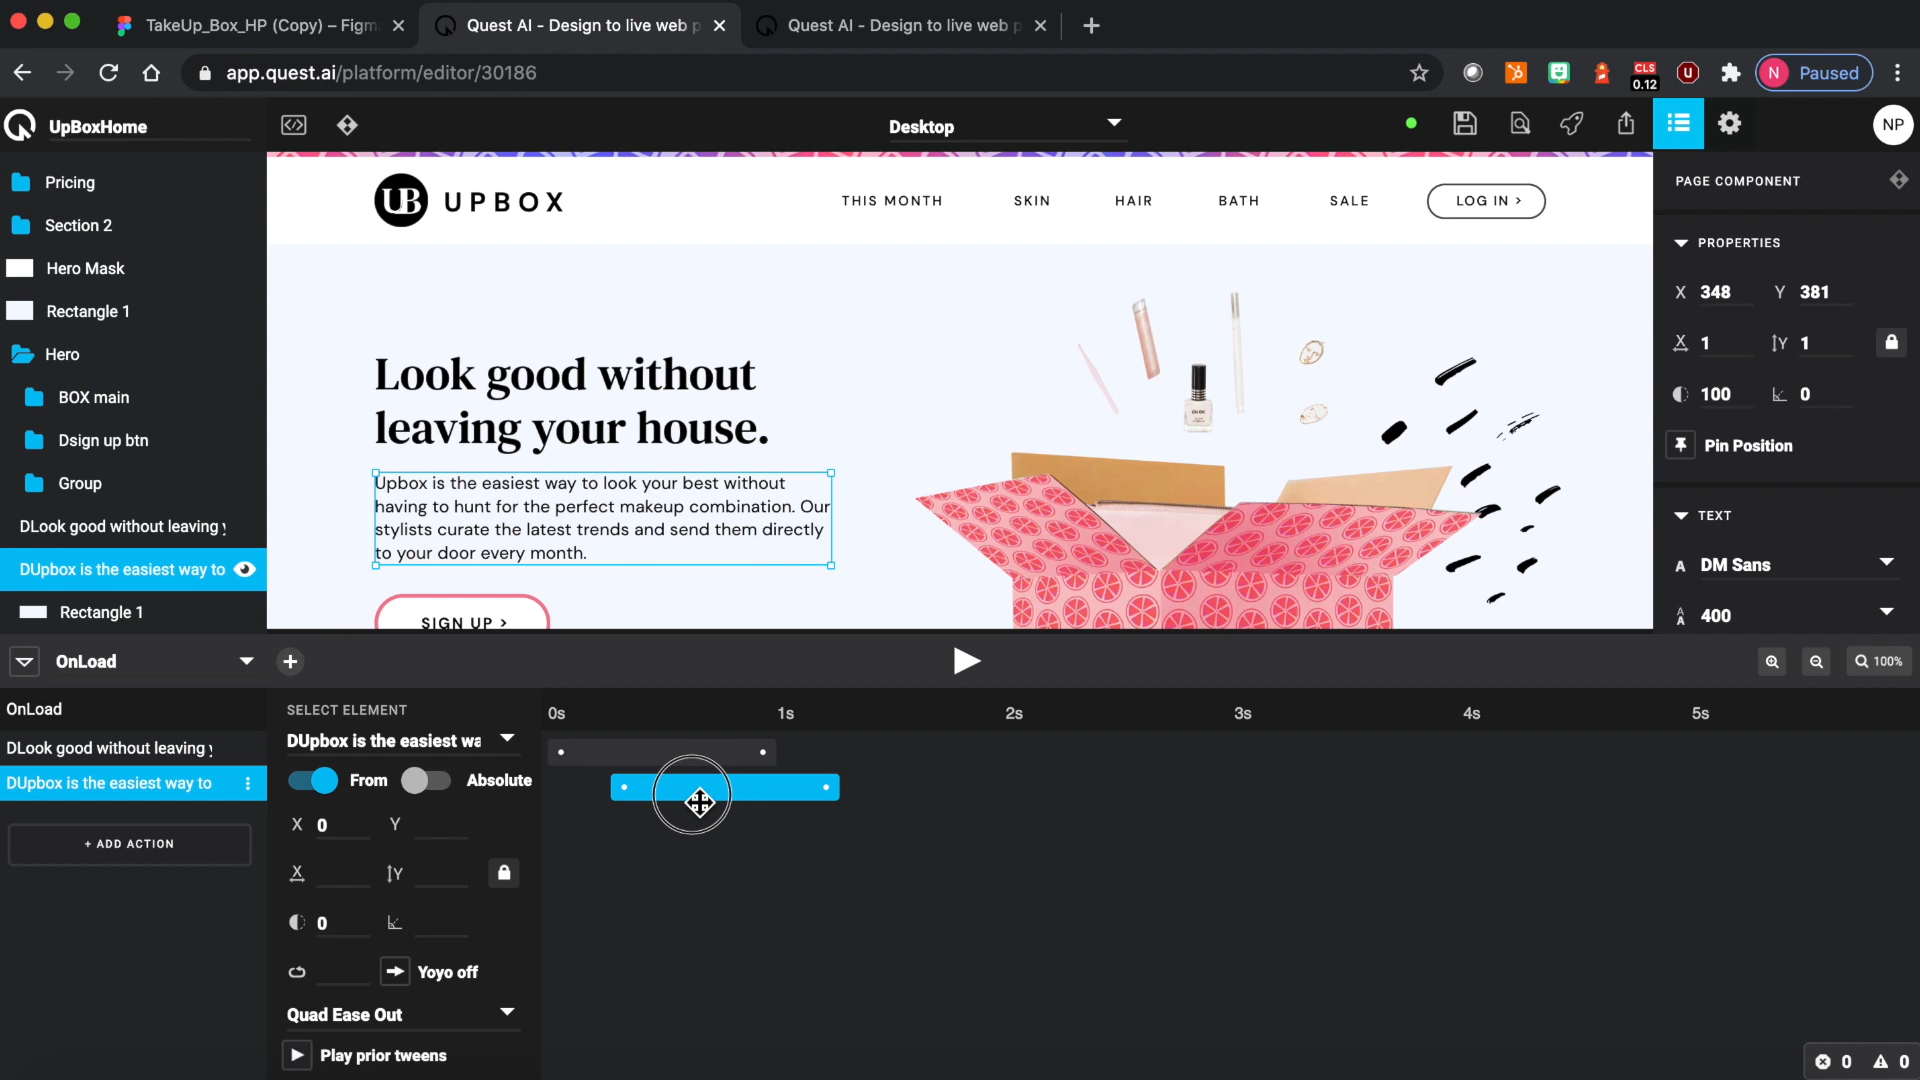 TakeUp_Box_HP (Copy) – Figm
Quest AI - Design to live web p
Quest AI - Design to live web p
app.quest.ai/platform/editor/30186
CLS
0.12
N Paused
UpBoxHome
Desktop
NP
Pricing
Section 2
Hero Mask
Rectangle 1
Hero
BOX main
Dsign up btn
Group
DLook good without leaving y
DUpbox is the easiest way to
Rectangle 1
UB UPBOX
THIS MONTH
SKIN
HAIR
BATH
SALE
LOG IN >
Look good without
leaving your house.
Upbox is the easiest way to look your best without
having to hunt for the perfect makeup combination. Our
stylists curate the latest trends and send them directly
to your door every month.
SIGN UP >
PAGE COMPONENT
PROPERTIES
X 348 Y 381
X 1 Y 1
100 0
Pin Position
TEXT
A DM Sans
A
A 400
OnLoad
100%
OnLoad
DLook good without leaving y
DUpbox is the easiest way to
+ ADD ACTION
SELECT ELEMENT
DUpbox is the easiest wa
From Absolute
X 0 Y
X Y
0
Yoyo off
Quad Ease Out
Play prior tweens
0s 1s 2s 3s 4s 5s
0 0